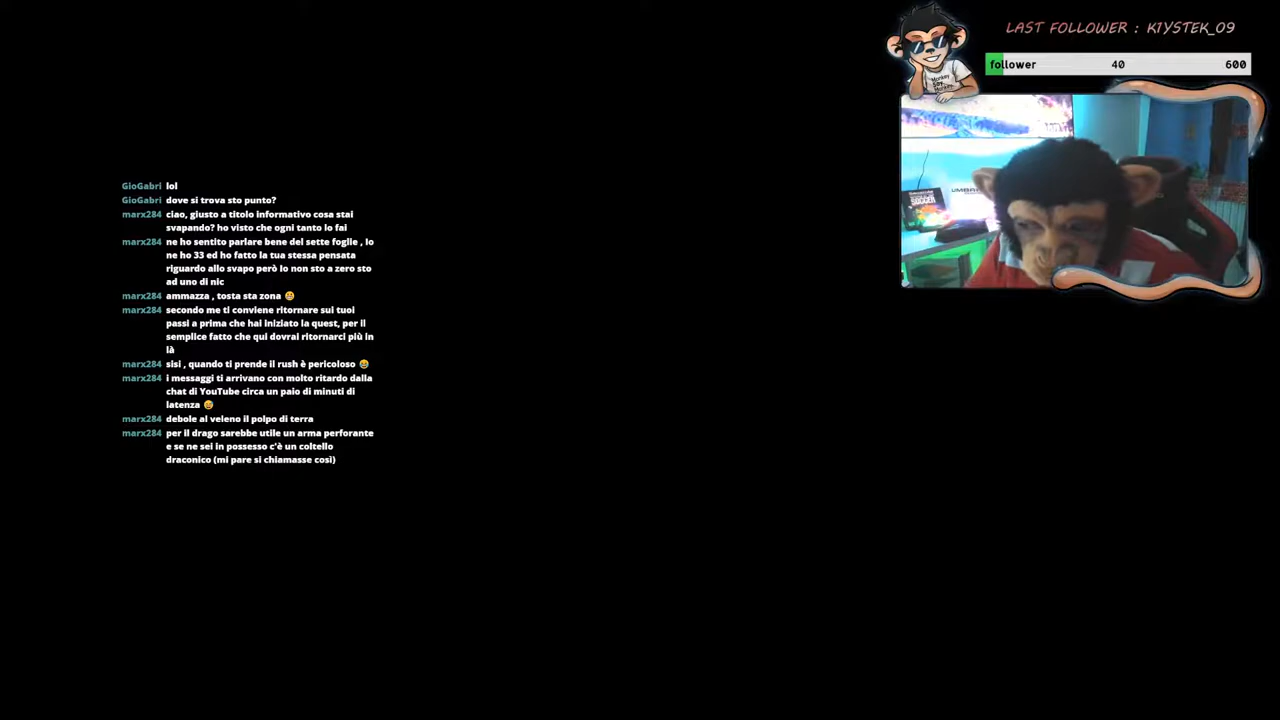 LAST FOLLOWER : K1YSTEK_09
follower 40 600
GioGabri lol
GioGabri dove si trova sto punto?
marx284 ciao, giusto a titolo informativo cosa stai
svapando? ho visto che ogni tanto lo fai
marx284 ne ho sentito parlare bene del sette foglie , Io
ne ho 33 ed ho fatto la tua stessa pensata
riguardo allo svapo però Io non sto a zero sto
ad uno di nic
marx284 ammazza , tosta sta zona 😢
marx284 secondo me ti conviene ritornare sui tuoi
passi a prima che hai iniziato la quest, per il
semplice fatto che qui dovrai ritornarci più in
là
marx284 sisi , quando ti prende il rush è pericoloso 🥹
marx284 i messaggi ti arrivano con molto ritardo dalla
chat di YouTube circa un paio di minuti di
latenza 😅
marx284 debole al veleno il polpo di terra
marx284 per il drago sarebbe utile un arma perforante
e se ne sei in possesso c'è un coltello
draconico (mi pare si chiamasse così)
SOCCER